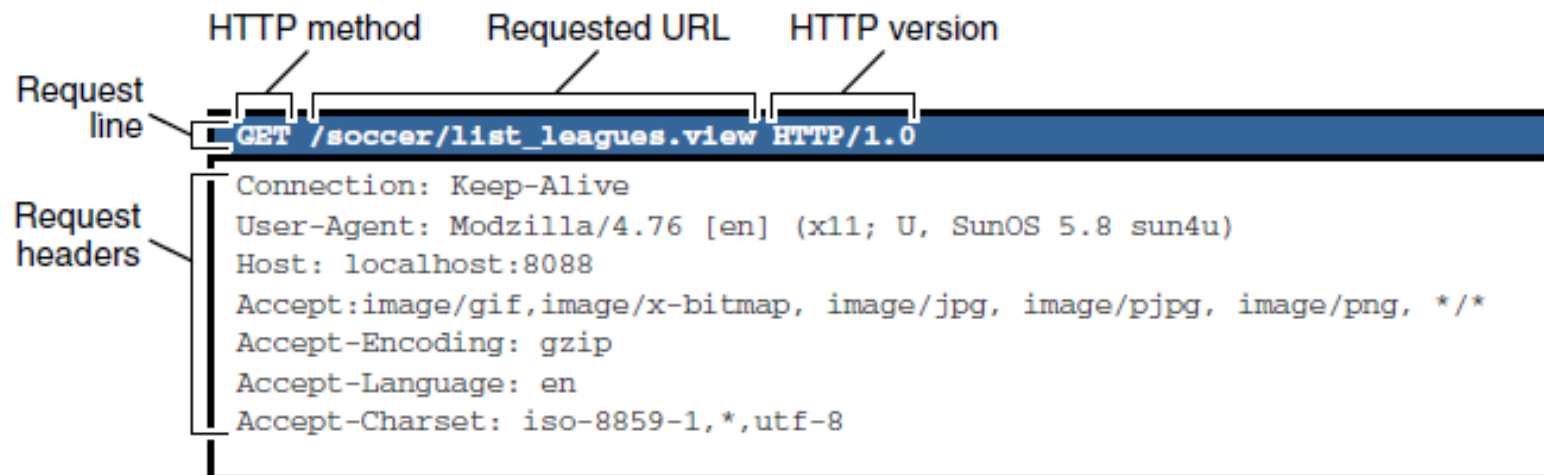 HTTP method Requested URL HTTP version
Request
line
GET /soccer/list_leagues.view HTTP/1.0
Request
headers
Connection: Keep-Alive
User-Agent: Modzilla/4.76 [en] (x11; U, SunOS 5.8 sun4u)
Host: localhost:8088
Accept:image/gif,image/x-bitmap, image/jpg, image/pjpg, image/png, */*
Accept-Encoding: gzip
Accept-Language: en
Accept-Charset: iso-8859-1,*,utf-8